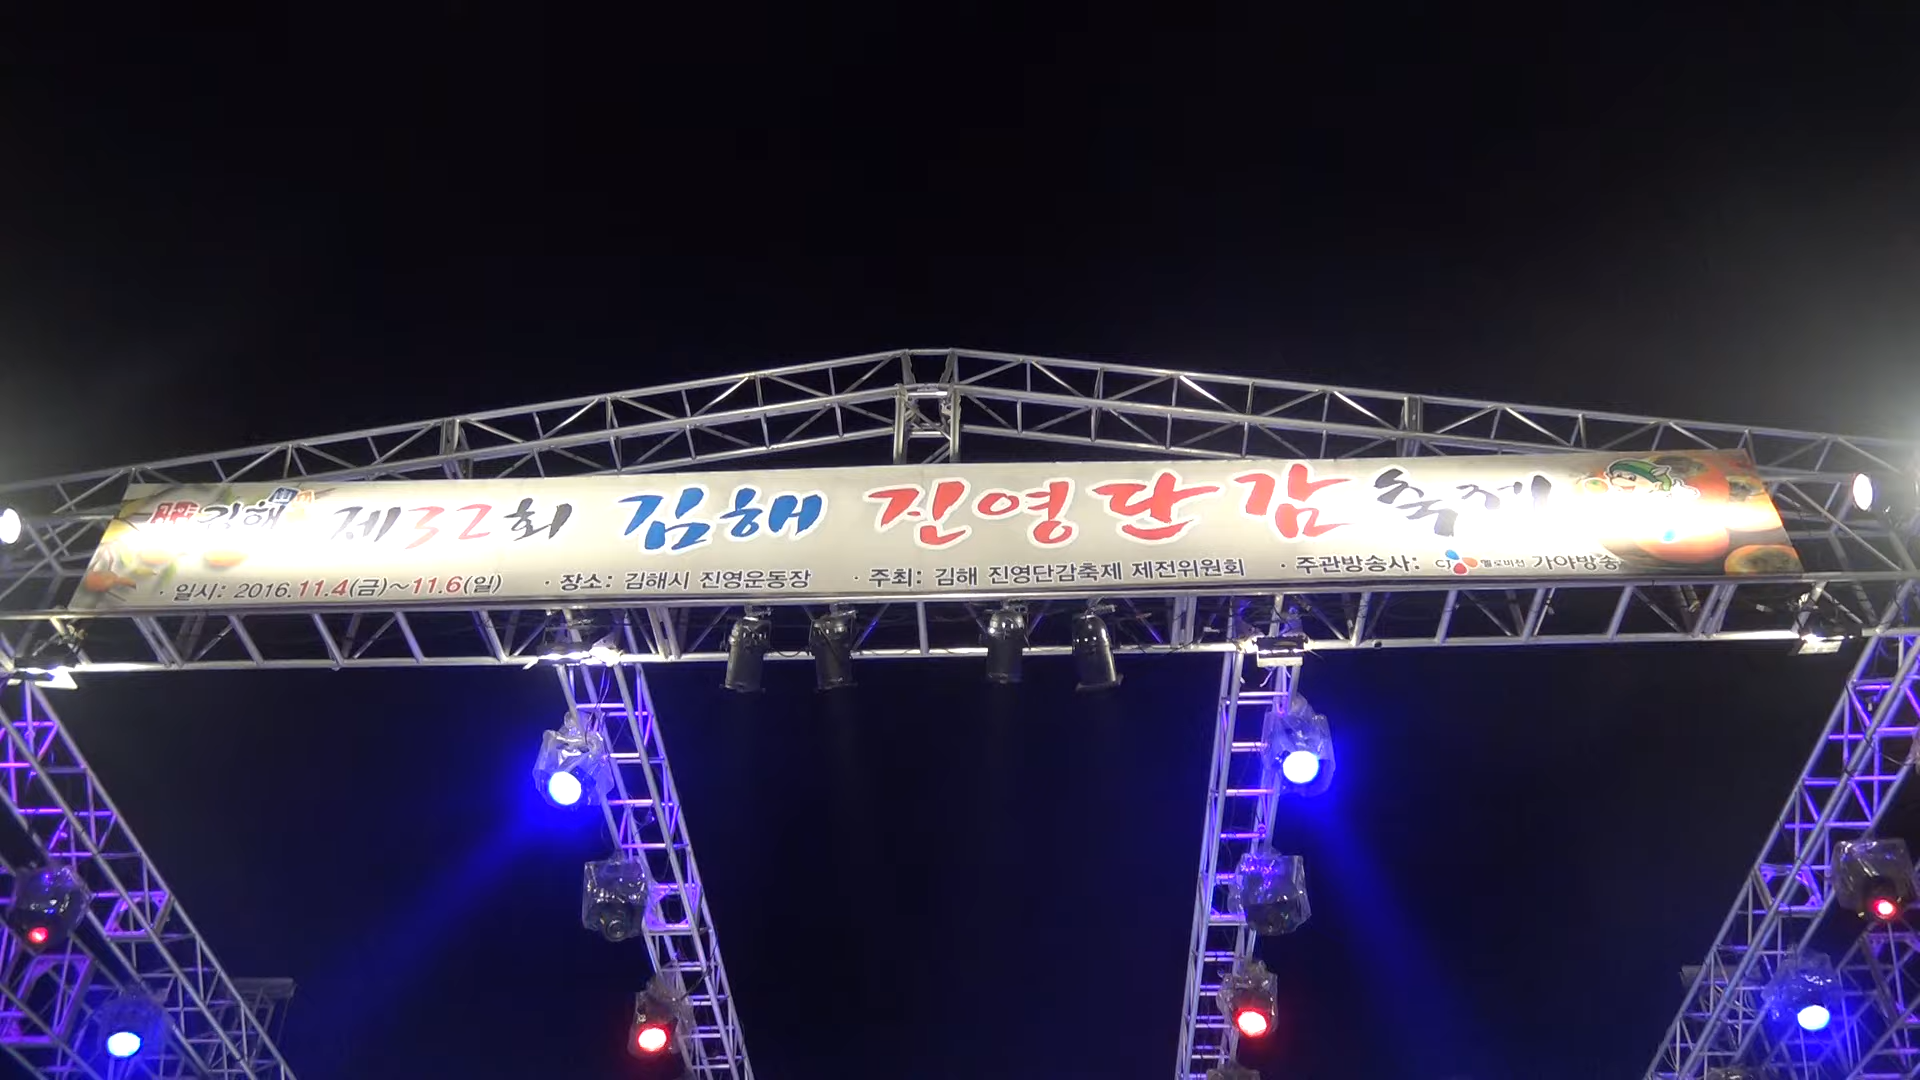 김해 제32회 김해 진영단감 축제
· 일시: 2016.11.4(금)~11.6(일) · 장소: 김해시 진영운동장 · 주최: 김해 진영단감축제 제전위원회 · 주관방송사: CJ 헬로비전 가야방송